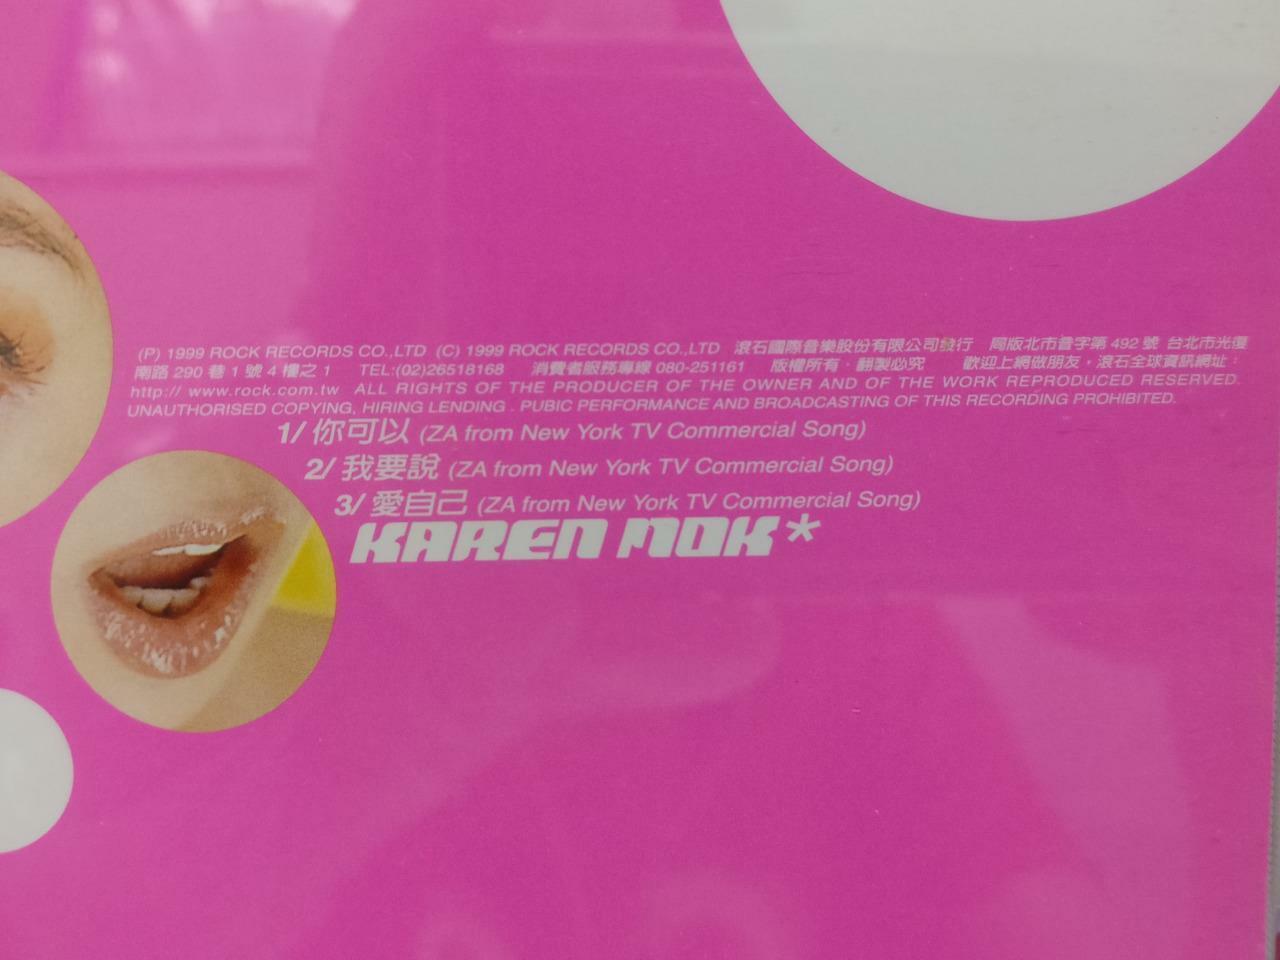 (P) 1999 ROCK RECORDS CO.,LTD (C) 1999 ROCK RECORDS CO.,LTD 滾石國際音樂股份有限公司發行 局版北市音字第 492 號 台北市光復
南路 290 巷 1 號 4 樓之 1 TEL:(02)26518168 消費者服務專線 080-251161 版權所有‧翻製必究 歡迎上網做朋友，滾石全球資訊網址：
http:// www.rock.com.tw ALL RIGHTS OF THE PRODUCER OF THE OWNER AND OF THE WORK REPRODUCED RESERVED.
UNAUTHORISED COPYING, HIRING LENDING . PUBIC PERFORMANCE AND BROADCASTING OF THIS RECORDING PROHIBITED.
1/ 你可以 (ZA from New York TV Commercial Song)
2/ 我要說 (ZA from New York TV Commercial Song)
3/ 愛自己 (ZA from New York TV Commercial Song)
KAREN MOK*